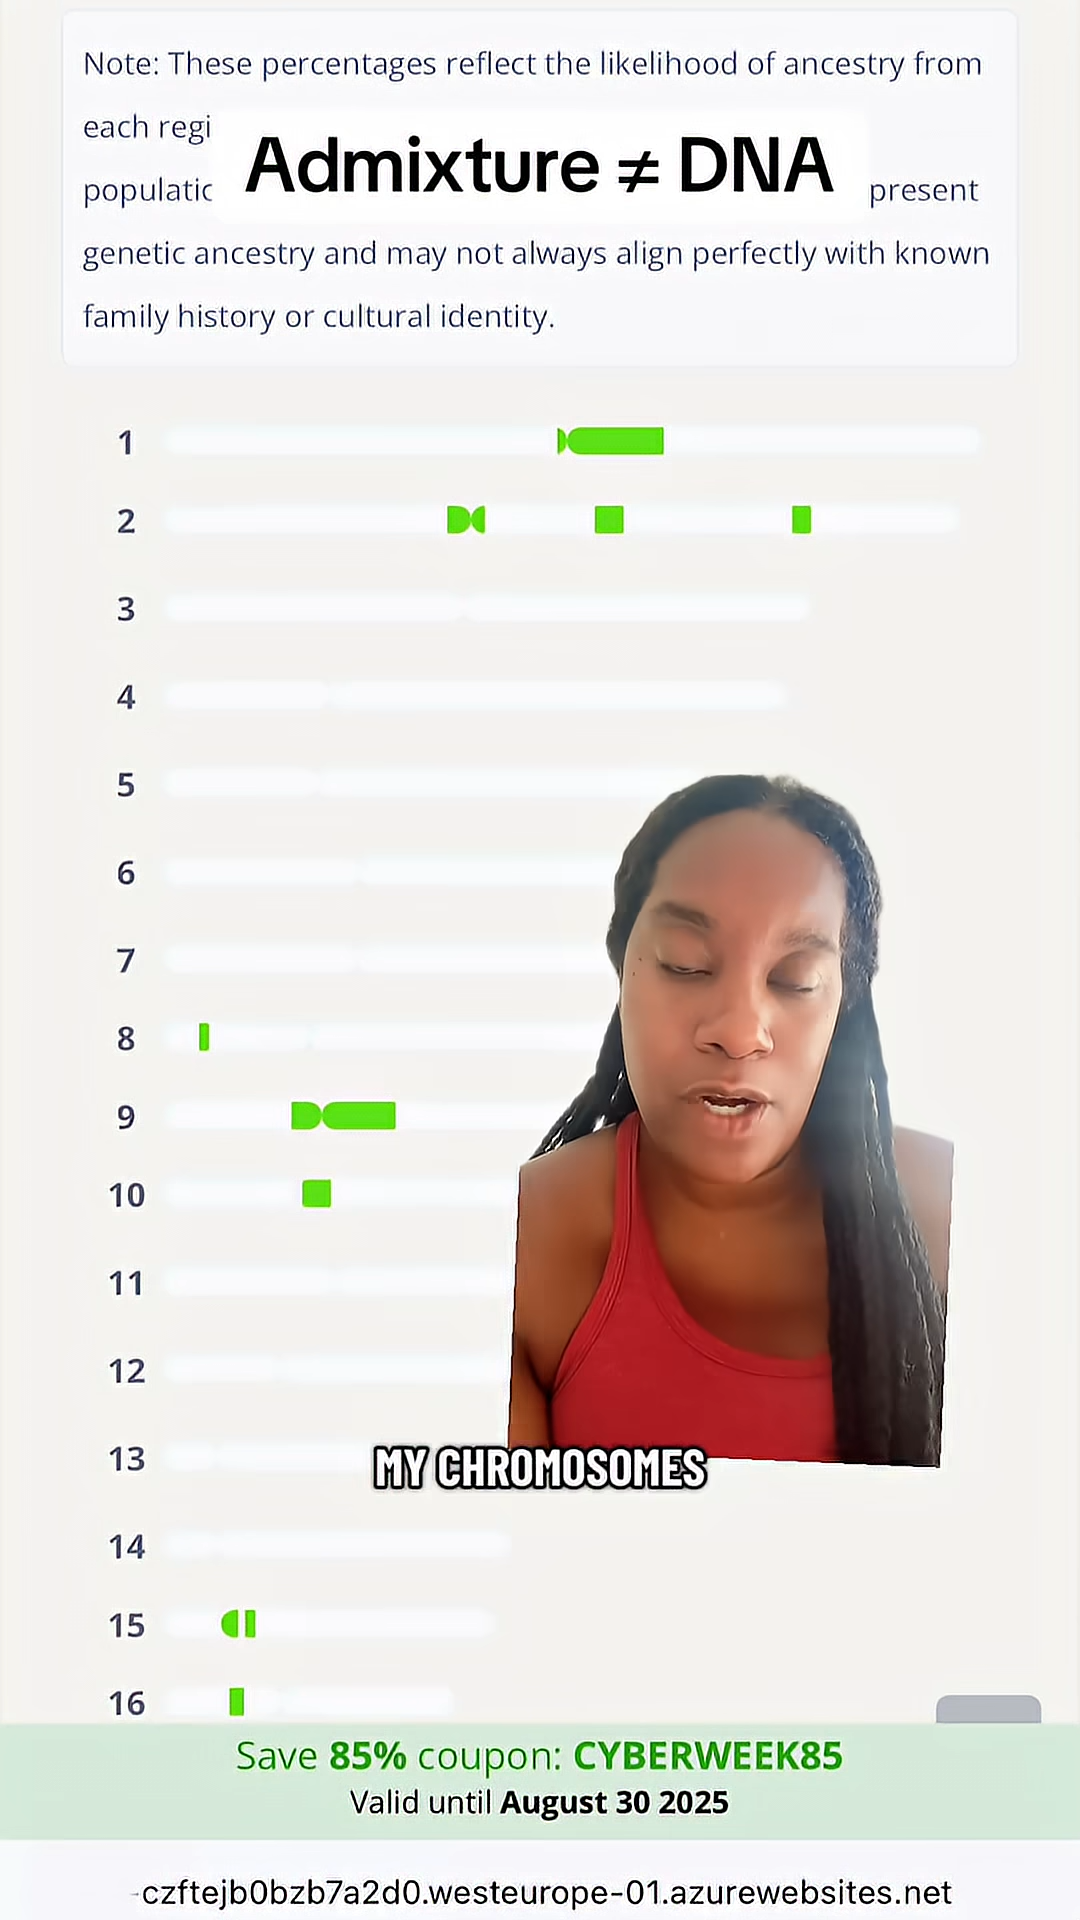 Note: These percentages reflect the likelihood of ancestry from
each regi
Admixture ≠ DNA
populatic present
genetic ancestry and may not always align perfectly with known
family history or cultural identity.
1
2
3
4
5
6
7
8
9
10
11
12
13
MY CHROMOSOMES
14
15
16
Save 85% coupon: CYBERWEEK85
Valid until August 30 2025
-czftejb0bzb7a2d0.westeurope-01.azurewebsites.net